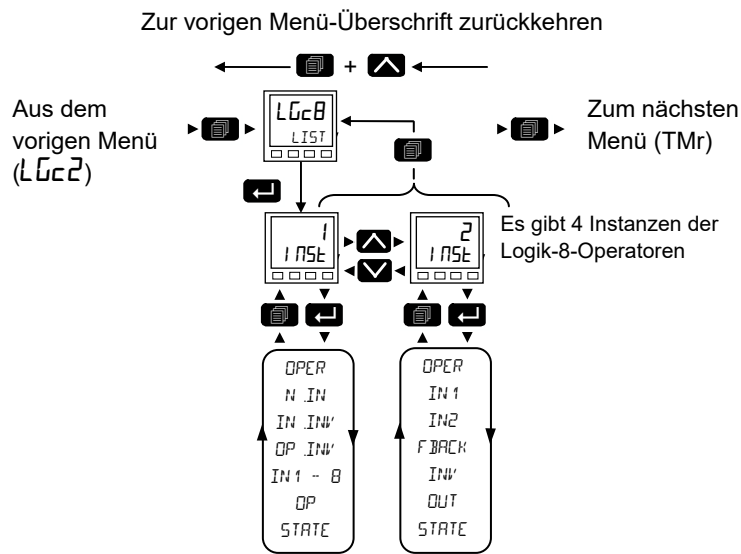 Zur vorigen Menü-Überschrift zurückkehren
+
Aus dem
vorigen Menü
(LGc2)
LGc8
LIST
Zum nächsten
Menü (TMr)
1
INSt
2
INSt
Es gibt 4 Instanzen der
Logik-8-Operatoren
OPER
N .IN
IN .INV
OP .INV
IN1 - 8
OP
STATE
OPER
IN 1
IN2
F BACK
INV
OUT
STATE